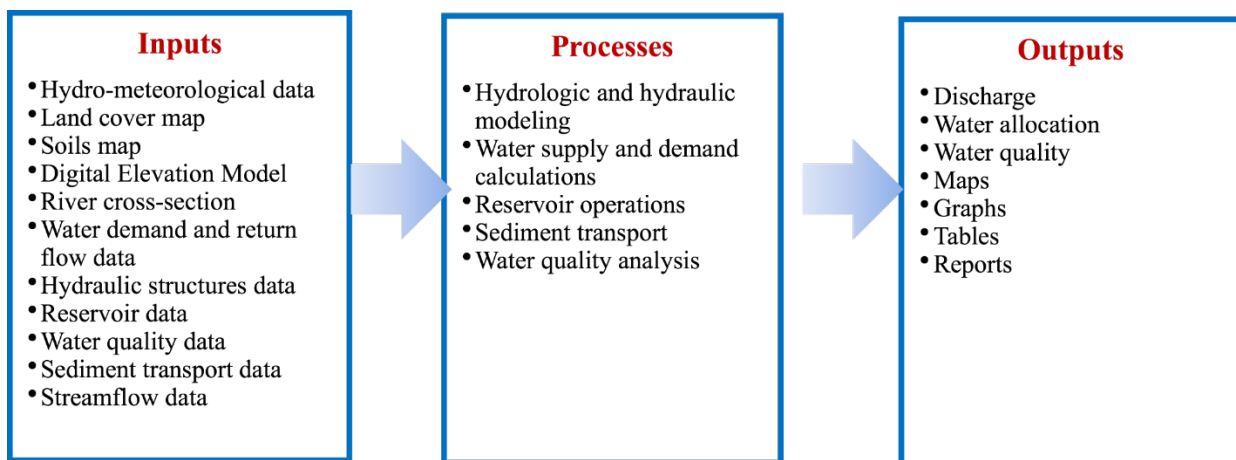 Inputs
• Hydro-meteorological data
• Land cover map
• Soils map
• Digital Elevation Model
• River cross-section
• Water demand and return
flow data
• Hydraulic structures data
• Reservoir data
• Water quality data
• Sediment transport data
• Streamflow data
Processes
• Hydrologic and hydraulic
modeling
• Water supply and demand
calculations
• Reservoir operations
• Sediment transport
• Water quality analysis
Outputs
• Discharge
• Water allocation
• Water quality
• Maps
• Graphs
• Tables
• Reports